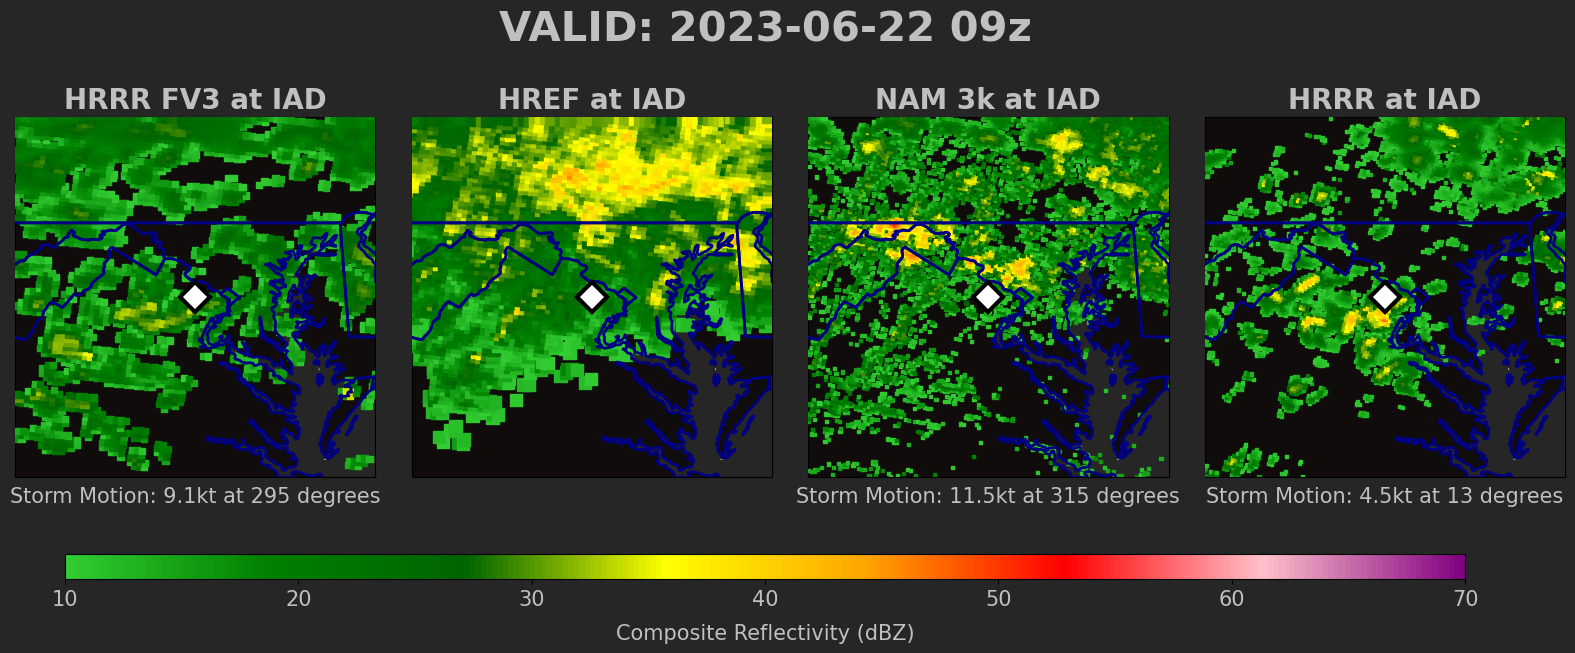 VALID: 2023-06-22 09z
HRRR FV3 at IAD
HREF at IAD
NAM 3k at IAD
HRRR at IAD
Storm Motion: 9.1kt at 295 degrees
Storm Motion: 11.5kt at 315 degrees
Storm Motion: 4.5kt at 13 degrees
10 20 30 40 50 60 70
Composite Reflectivity (dBZ)